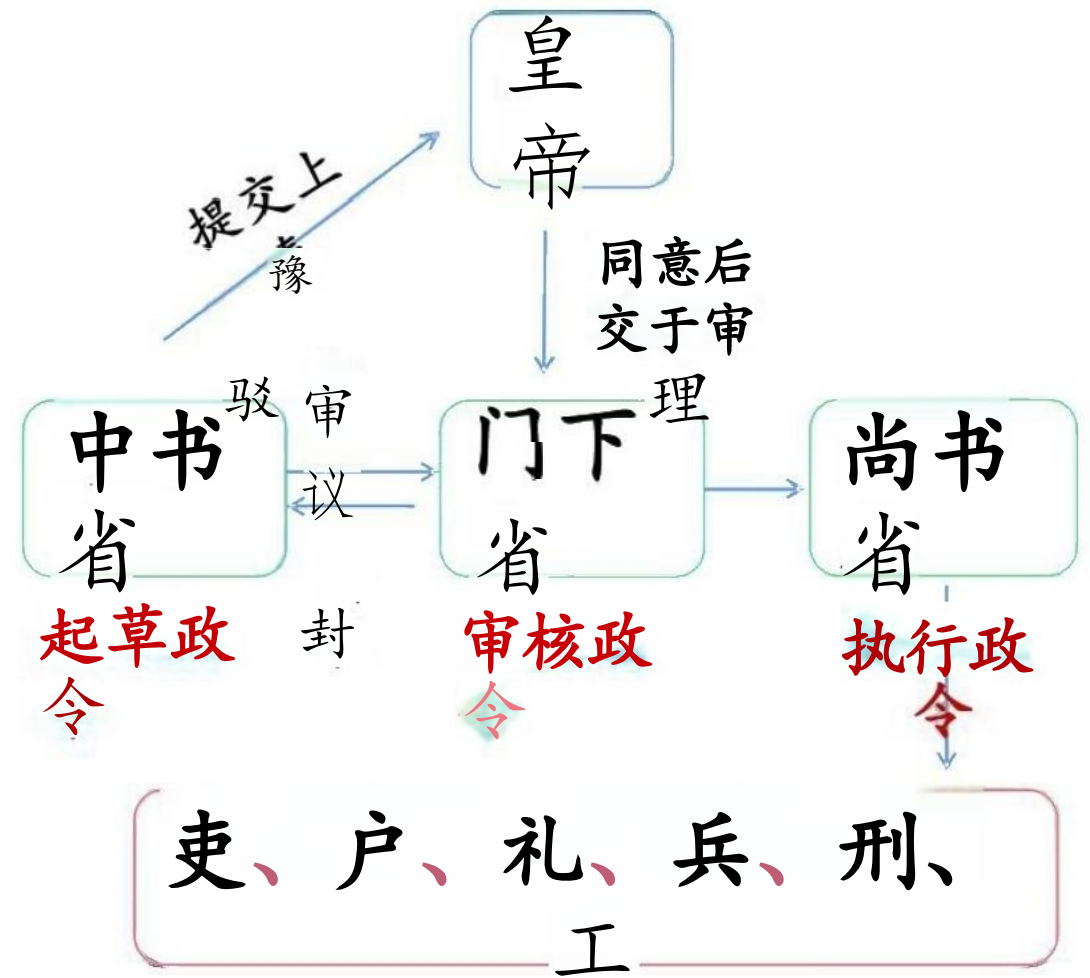 皇
帝
提交上
豫
同意后
交于审
理
中书
省
驳
审
议
封
门下
省
尚书
省
起草政
令
审核政
令
执行政
令
吏、户、礼、兵、刑、
工